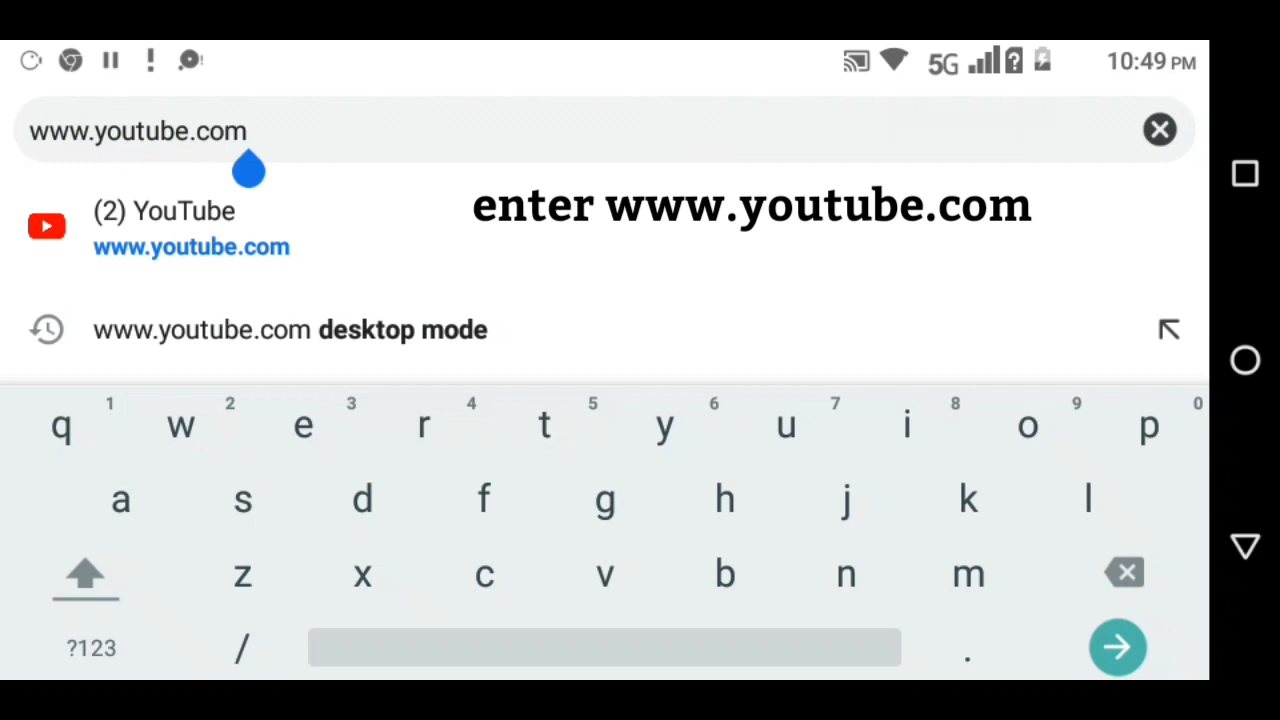 5G 10:49 PM
www.youtube.com
(2) YouTube
www.youtube.com
enter www.youtube.com
www.youtube.com desktop mode
1 2 3 4 5 6 7 8 9 0
q w e r t y u i o p
a s d f g h j k l
z x c v b n m
?123 / .